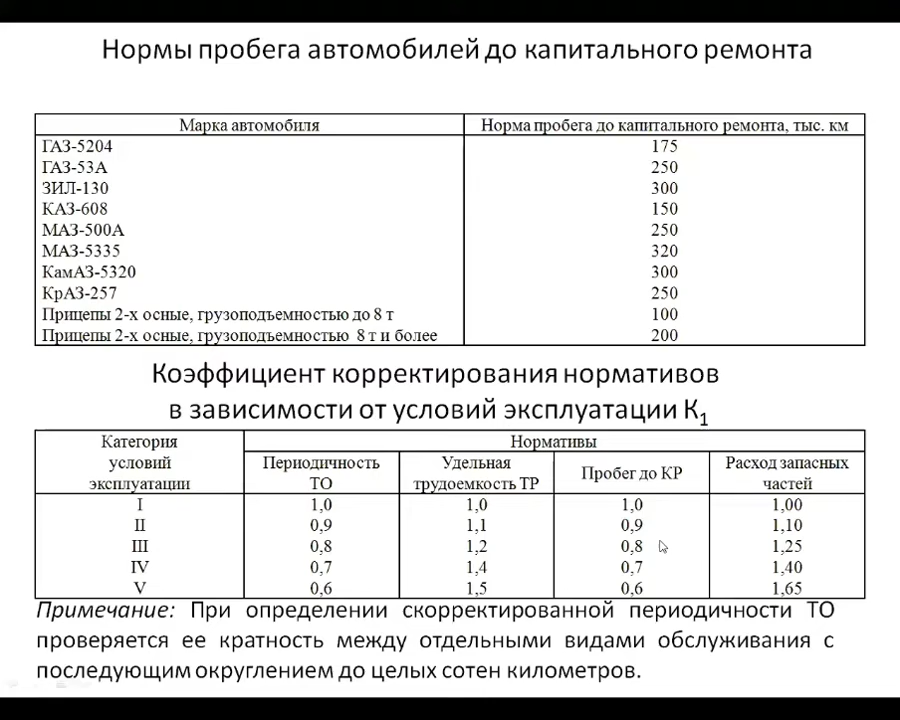 Нормы пробега автомобилей до капитального ремонта
Марка автомобиля Норма пробега до капитального ремонта, тыс. км
ГАЗ-5204 175
ГАЗ-53А 250
ЗИЛ-130 300
КАЗ-608 150
МАЗ-500А 250
МАЗ-5335 320
КамАЗ-5320 300
КрАЗ-257 250
Прицепы 2-х осные, грузоподъемностью до 8 т 100
Прицепы 2-х осные, грузоподъемностью 8 т и более 200
Коэффициент корректирования нормативов
в зависимости от условий эксплуатации К1
Категория условий эксплуатации Нормативы
Периодичность ТО Удельная трудоемкость ТР Пробег до КР Расход запасных частей
I 1,0 1,0 1,0 1,00
II 0,9 1,1 0,9 1,10
III 0,8 1,2 0,8 1,25
IV 0,7 1,4 0,7 1,40
V 0,6 1,5 0,6 1,65
Примечание: При определении скорректированной периодичности ТО
проверяется ее кратность между отдельными видами обслуживания с
последующим округлением до целых сотен километров.